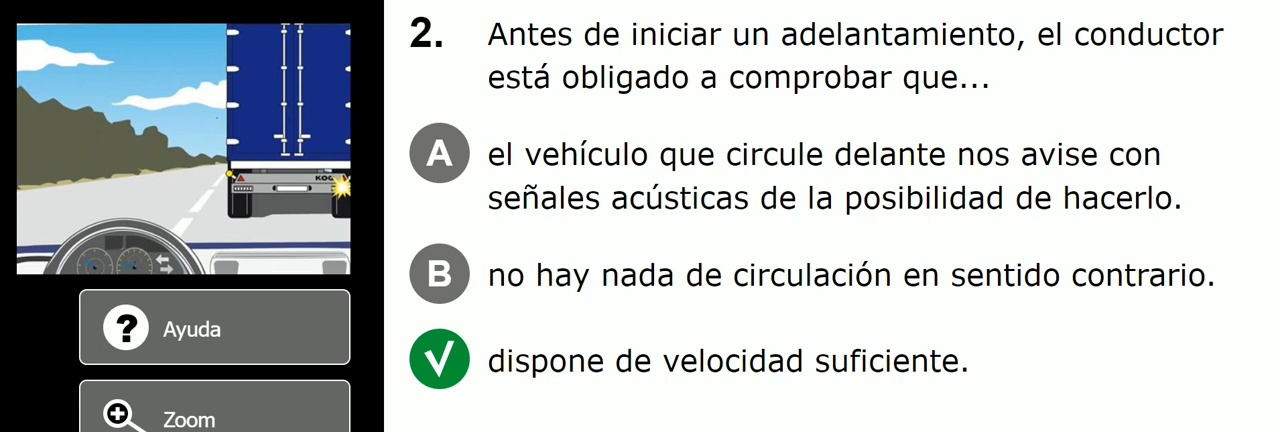 2. Antes de iniciar un adelantamiento, el conductor
está obligado a comprobar que...
A el vehículo que circule delante nos avise con
señales acústicas de la posibilidad de hacerlo.
B no hay nada de circulación en sentido contrario.
dispone de velocidad suficiente.
? Ayuda
Zoom